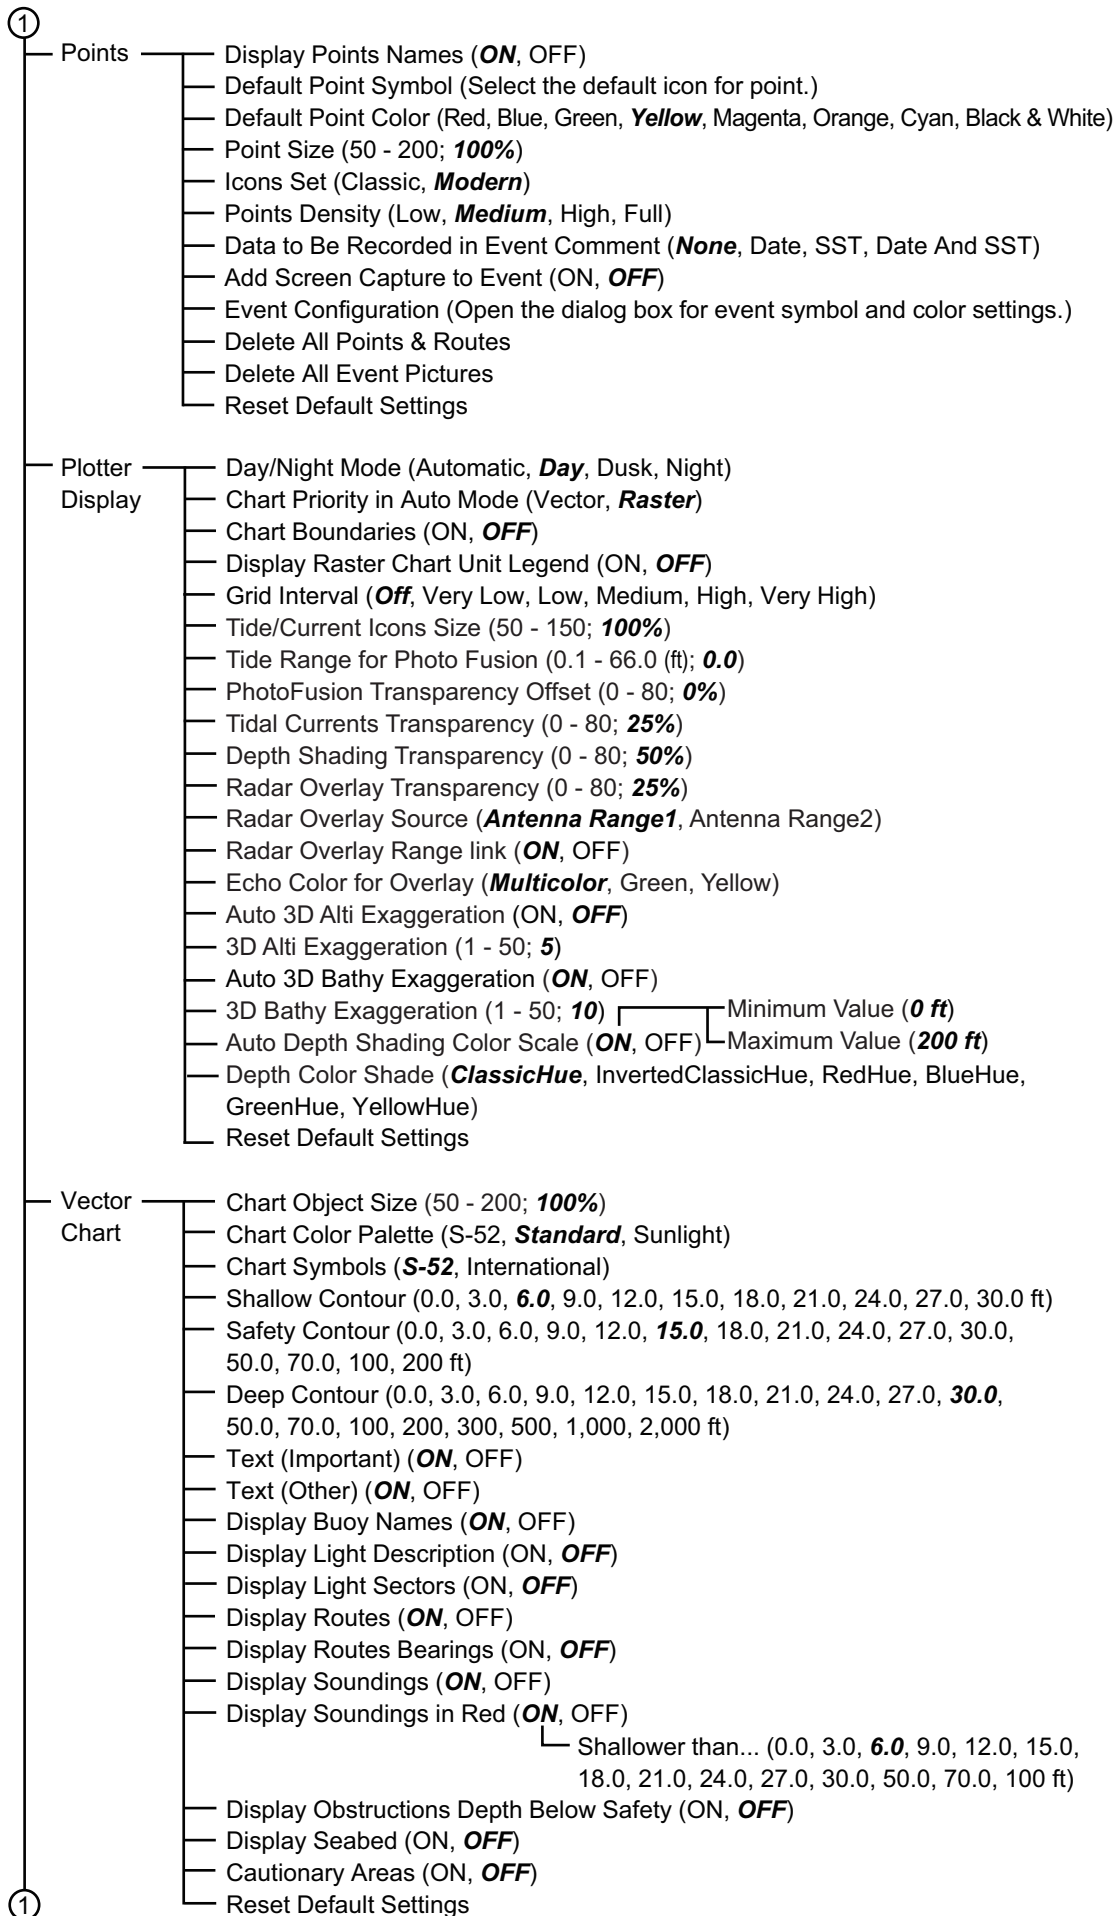 1
Points
Display Points Names (ON, OFF)
Default Point Symbol (Select the default icon for point.)
Default Point Color (Red, Blue, Green, Yellow, Magenta, Orange, Cyan, Black & White)
Point Size (50 - 200; 100%)
Icons Set (Classic, Modern)
Points Density (Low, Medium, High, Full)
Data to Be Recorded in Event Comment (None, Date, SST, Date And SST)
Add Screen Capture to Event (ON, OFF)
Event Configuration (Open the dialog box for event symbol and color settings.)
Delete All Points & Routes
Delete All Event Pictures
Reset Default Settings
Plotter
Display
Day/Night Mode (Automatic, Day, Dusk, Night)
Chart Priority in Auto Mode (Vector, Raster)
Chart Boundaries (ON, OFF)
Display Raster Chart Unit Legend (ON, OFF)
Grid Interval (Off, Very Low, Low, Medium, High, Very High)
Tide/Current Icons Size (50 - 150; 100%)
Tide Range for Photo Fusion (0.1 - 66.0 (ft); 0.0)
PhotoFusion Transparency Offset (0 - 80; 0%)
Tidal Currents Transparency (0 - 80; 25%)
Depth Shading Transparency (0 - 80; 50%)
Radar Overlay Transparency (0 - 80; 25%)
Radar Overlay Source (Antenna Range1, Antenna Range2)
Radar Overlay Range link (ON, OFF)
Echo Color for Overlay (Multicolor, Green, Yellow)
Auto 3D Alti Exaggeration (ON, OFF)
3D Alti Exaggeration (1 - 50; 5)
Auto 3D Bathy Exaggeration (ON, OFF)
3D Bathy Exaggeration (1 - 50; 10)
Minimum Value (0 ft)
Auto Depth Shading Color Scale (ON, OFF)
Maximum Value (200 ft)
Depth Color Shade (ClassicHue, InvertedClassicHue, RedHue, BlueHue,
GreenHue, YellowHue)
Reset Default Settings
Vector
Chart
Chart Object Size (50 - 200; 100%)
Chart Color Palette (S-52, Standard, Sunlight)
Chart Symbols (S-52, International)
Shallow Contour (0.0, 3.0, 6.0, 9.0, 12.0, 15.0, 18.0, 21.0, 24.0, 27.0, 30.0 ft)
Safety Contour (0.0, 3.0, 6.0, 9.0, 12.0, 15.0, 18.0, 21.0, 24.0, 27.0, 30.0,
50.0, 70.0, 100, 200 ft)
Deep Contour (0.0, 3.0, 6.0, 9.0, 12.0, 15.0, 18.0, 21.0, 24.0, 27.0, 30.0,
50.0, 70.0, 100, 200, 300, 500, 1,000, 2,000 ft)
Text (Important) (ON, OFF)
Text (Other) (ON, OFF)
Display Buoy Names (ON, OFF)
Display Light Description (ON, OFF)
Display Light Sectors (ON, OFF)
Display Routes (ON, OFF)
Display Routes Bearings (ON, OFF)
Display Soundings (ON, OFF)
Display Soundings in Red (ON, OFF)
Shallower than... (0.0, 3.0, 6.0, 9.0, 12.0, 15.0,
18.0, 21.0, 24.0, 27.0, 30.0, 50.0, 70.0, 100 ft)
Display Obstructions Depth Below Safety (ON, OFF)
Display Seabed (ON, OFF)
Cautionary Areas (ON, OFF)
Reset Default Settings
1